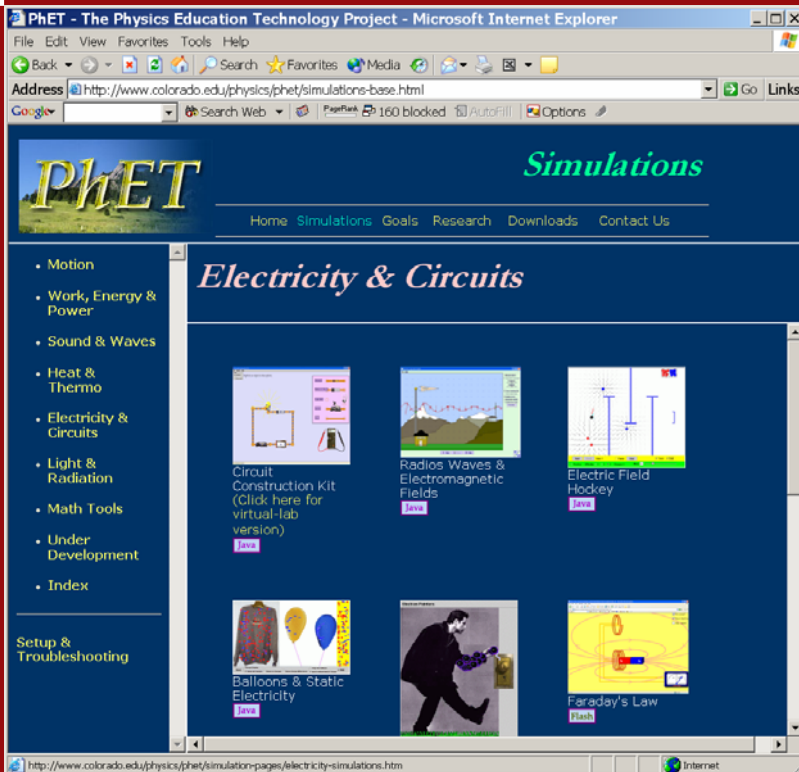 PhET - The Physics Education Technology Project - Microsoft Internet Explorer
File Edit View Favorites Tools Help
Back Search Favorites Media
Address http://www.colorado.edu/physics/phet/simulations-base.html Go Links
Google Search Web PageRank 160 blocked AutoFill Options
PhET
Simulations
Home Simulations Goals Research Downloads Contact Us
Motion
Work, Energy &
Power
Sound & Waves
Heat &
Thermo
Electricity &
Circuits
Light &
Radiation
Math Tools
Under
Development
Index
Setup &
Troubleshooting
Electricity & Circuits
Circuit
Construction Kit
(Click here for
virtual-lab
version)
Java
Radios Waves &
Electromagnetic
Fields
Java
Electric Field
Hockey
Java
Balloons & Static
Electricity
Java
Faraday's Law
Flash
http://www.colorado.edu/physics/phet/simulation-pages/electricity-simulations.htm Internet